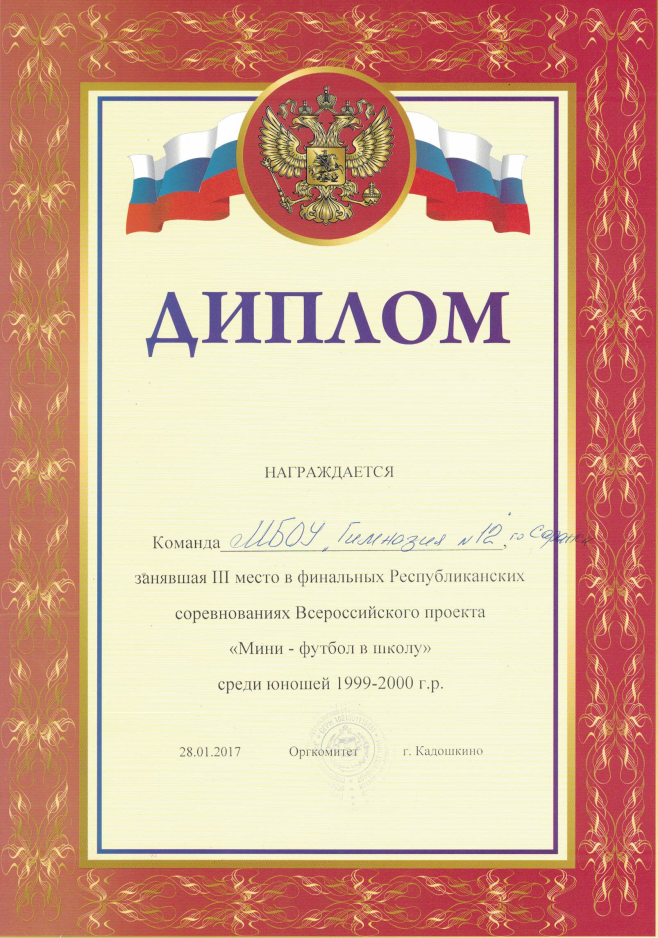 ДИПЛОМ
НАГРАЖДАЕТСЯ
Команда МБОУ „Гимназия №12", го Саранск
занявшая III место в финальных Республиканских
соревнованиях Всероссийского проекта
«Мини - футбол в школу»
среди юношей 1999-2000 г.р.
28.01.2017 Оргкомитет г. Кадошкино